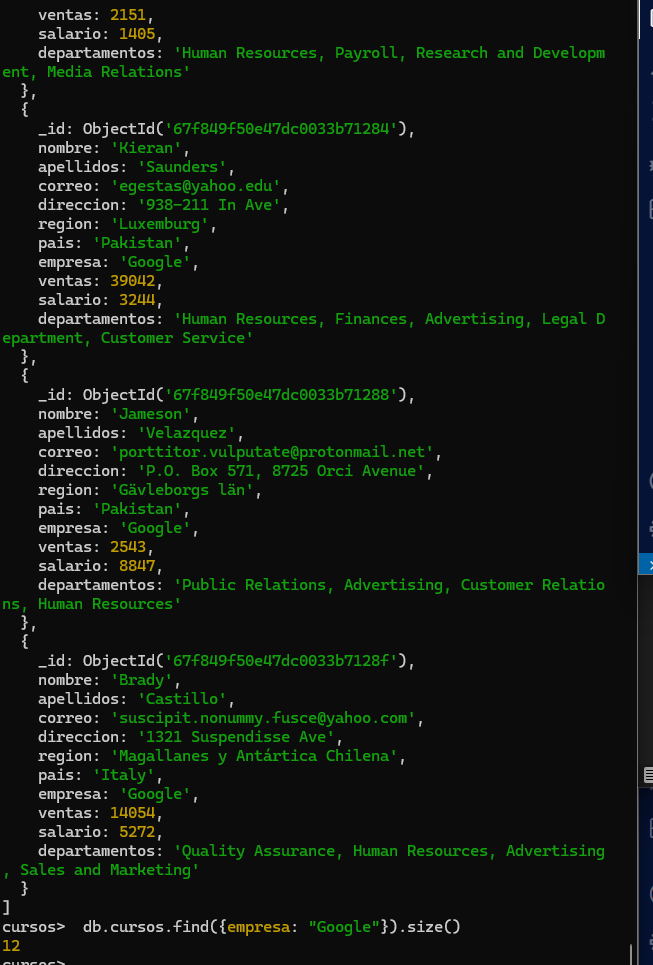 ventas: 2151,
salario: 1405,
departamentos: 'Human Resources, Payroll, Research and Developm
ent, Media Relations'
},
{
_id: ObjectId('67f849f50e47dc0033b71284'),
nombre: 'Kieran',
apellidos: 'Saunders',
correo: 'egestas@yahoo.edu',
direccion: '938-211 In Ave',
region: 'Luxemburg',
pais: 'Pakistan',
empresa: 'Google',
ventas: 39042,
salario: 3244,
departamentos: 'Human Resources, Finances, Advertising, Legal D
epartment, Customer Service'
},
{
_id: ObjectId('67f849f50e47dc0033b71288'),
nombre: 'Jameson',
apellidos: 'Velazquez',
correo: 'porttitor.vulputate@protonmail.net',
direccion: 'P.O. Box 571, 8725 Orci Avenue',
region: 'Gävleborgs län',
pais: 'Pakistan',
empresa: 'Google',
ventas: 2543,
salario: 8847,
departamentos: 'Public Relations, Advertising, Customer Relatio
ns, Human Resources'
},
{
_id: ObjectId('67f849f50e47dc0033b7128f'),
nombre: 'Brady',
apellidos: 'Castillo',
correo: 'suscipit.nonummy.fusce@yahoo.com',
direccion: '1321 Suspendisse Ave',
region: 'Magallanes y Antártica Chilena',
pais: 'Italy',
empresa: 'Google',
ventas: 14054,
salario: 5272,
departamentos: 'Quality Assurance, Human Resources, Advertising
, Sales and Marketing'
}
]
cursos> db.cursos.find({empresa: "Google"}).size()
12
cursos>